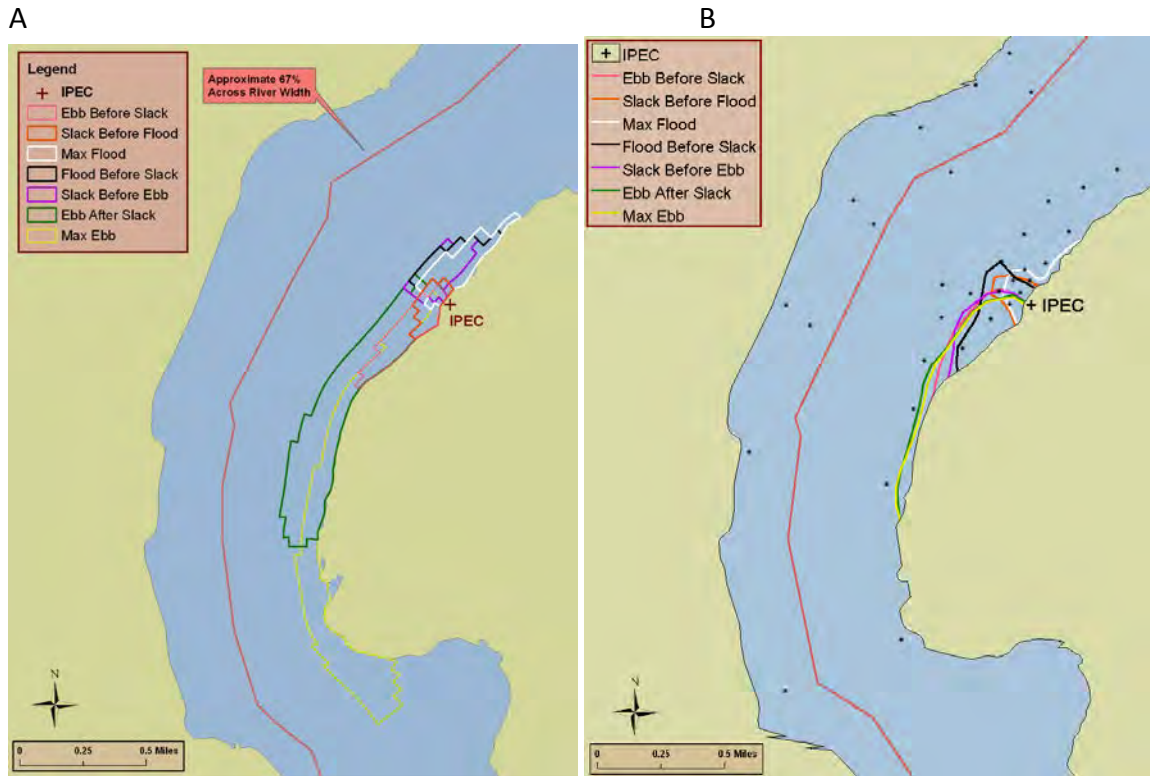 A
Legend
IPEC
Ebb Before Slack
Slack Before Flood
Max Flood
Flood Before Slack
Slack Before Ebb
Ebb After Slack
Max Ebb
Approximate 67%
Across River Width
IPEC
N
0 0.25 0.5 Miles
B
IPEC
Ebb Before Slack
Slack Before Flood
Max Flood
Flood Before Slack
Slack Before Ebb
Ebb After Slack
Max Ebb
IPEC
N
0 0.25 0.5 Miles